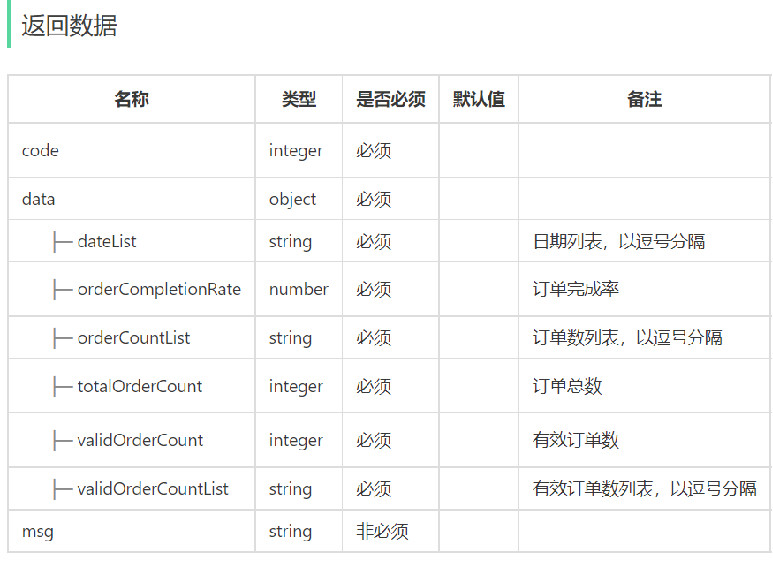 返回数据
名称 类型 是否必须 默认值 备注
code integer 必须
data object 必须
├─ dateList string 必须 日期列表，以逗号分隔
├─ orderCompletionRate number 必须 订单完成率
├─ orderCountList string 必须 订单数列表，以逗号分隔
├─ totalOrderCount integer 必须 订单总数
├─ validOrderCount integer 必须 有效订单数
├─ validOrderCountList string 必须 有效订单数列表，以逗号分隔
msg string 非必须